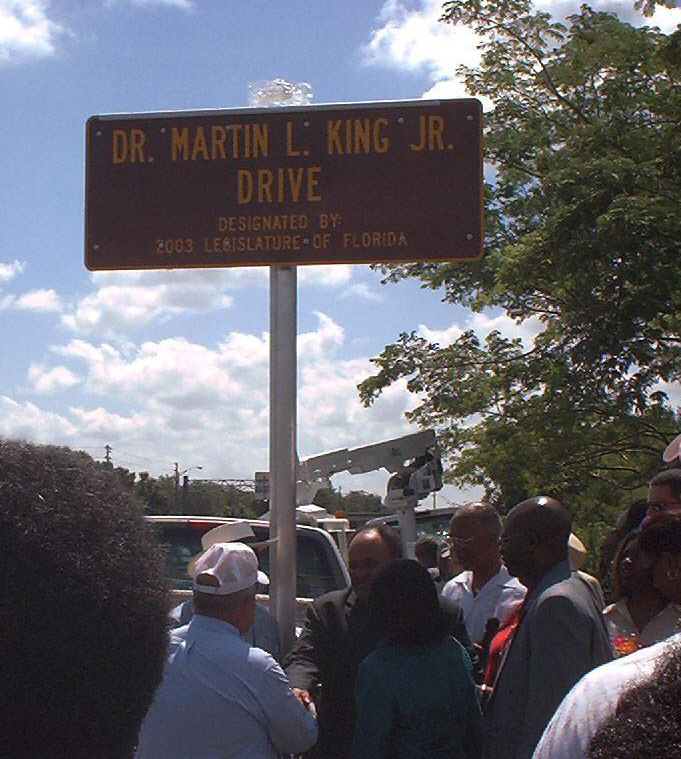 DR. MARTIN L. KING JR.
DRIVE
DESIGNATED BY:
2003 LEGISLATURE OF FLORIDA